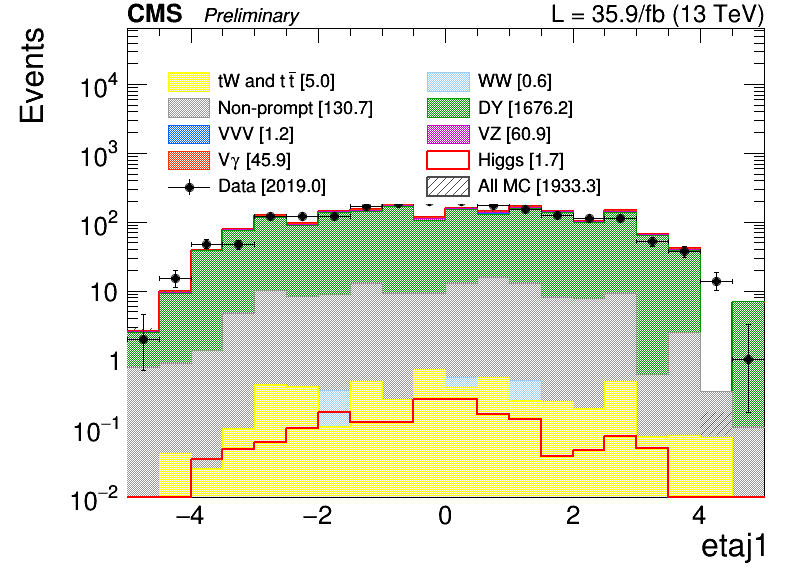 CMS Preliminary L = 35.9/fb (13 TeV)
Events
tW and t t̄ [5.0] WW [0.6]
Non-prompt [130.7] DY [1676.2]
VVV [1.2] VZ [60.9]
Vγ [45.9] Higgs [1.7]
Data [2019.0] All MC [1933.3]
10⁴
10³
10²
10
1
10⁻¹
10⁻²
−4 −2 0 2 4
etaj1